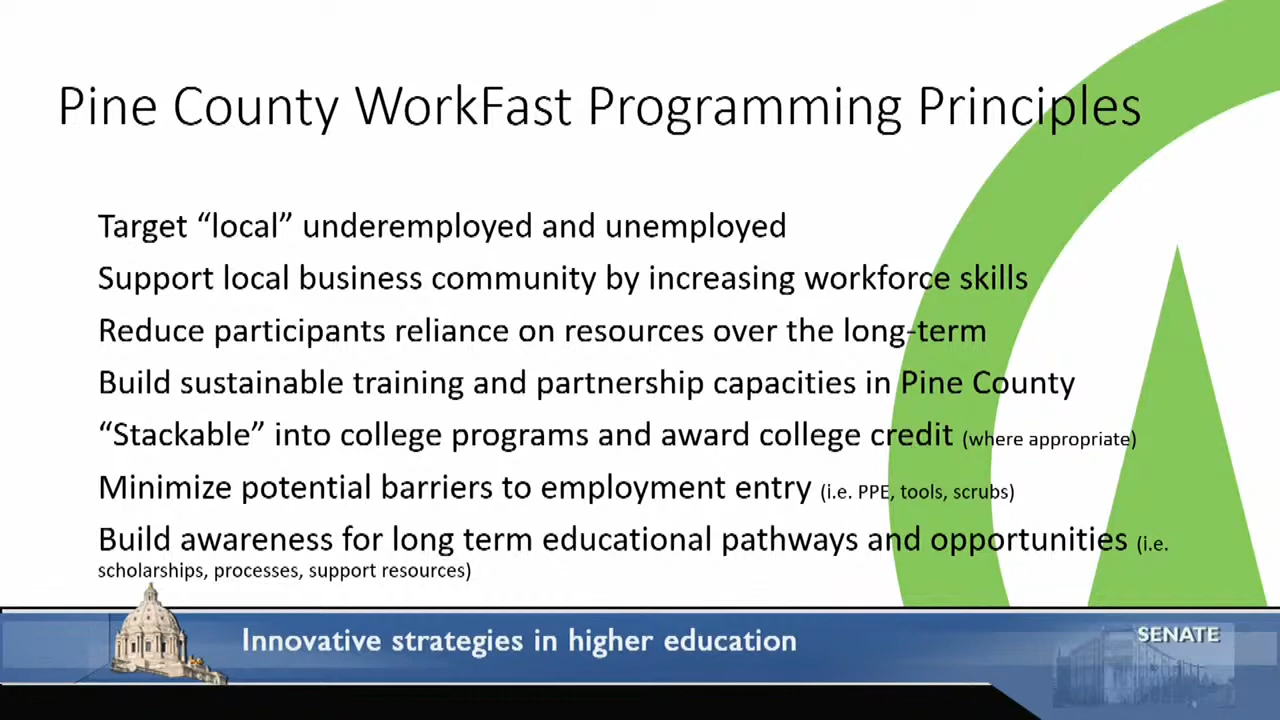 Pine County WorkFast Programming Principles
Target “local” underemployed and unemployed
Support local business community by increasing workforce skills
Reduce participants reliance on resources over the long-term
Build sustainable training and partnership capacities in Pine County
“Stackable” into college programs and award college credit (where appropriate)
Minimize potential barriers to employment entry (i.e. PPE, tools, scrubs)
Build awareness for long term educational pathways and opportunities (i.e.
scholarships, processes, support resources)
Innovative strategies in higher education
SENATE